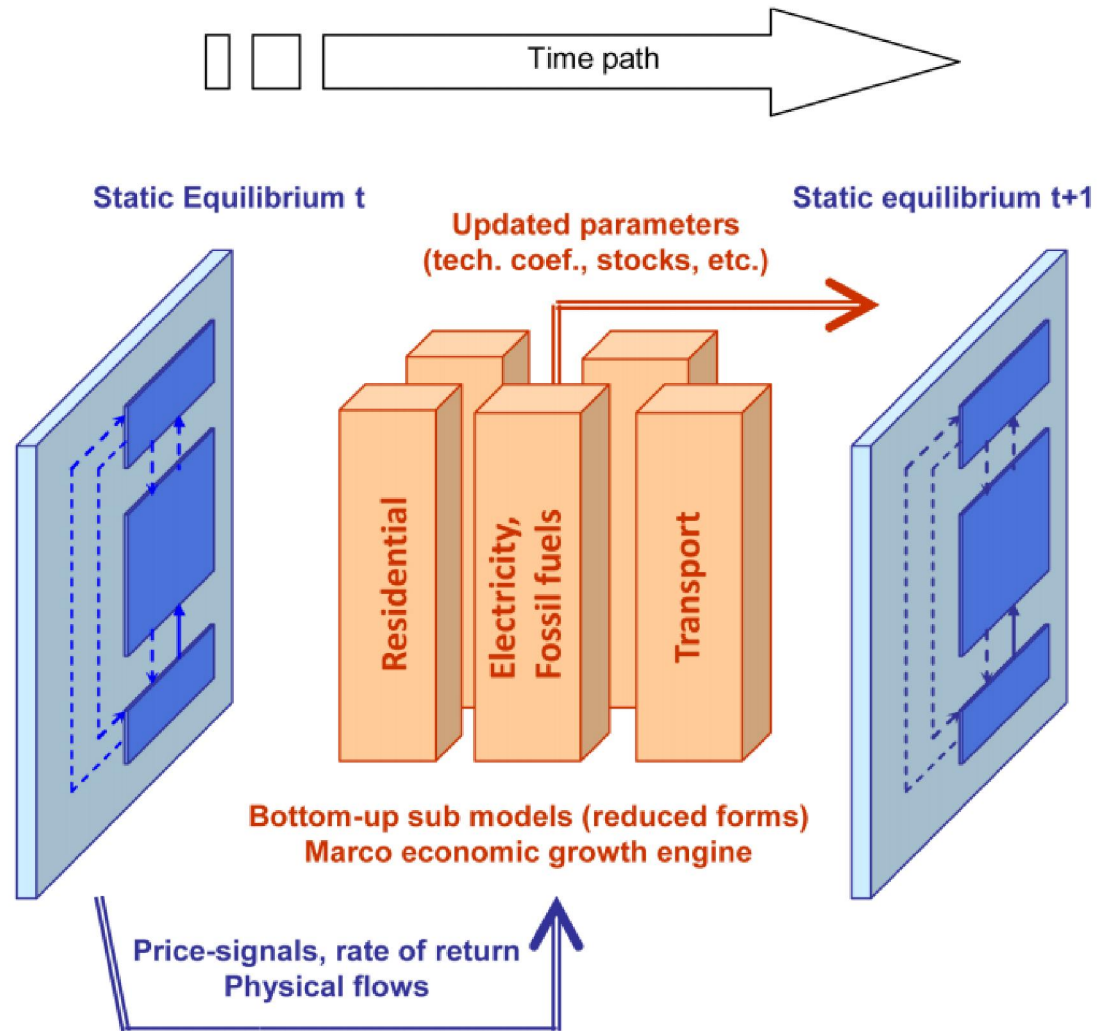 Time path
Static Equilibrium t
Static equilibrium t+1
Updated parameters
(tech. coef., stocks, etc.)
Residential
Electricity,
Fossil fuels
Transport
Bottom-up sub models (reduced forms)
Marco economic growth engine
Price-signals, rate of return
Physical flows